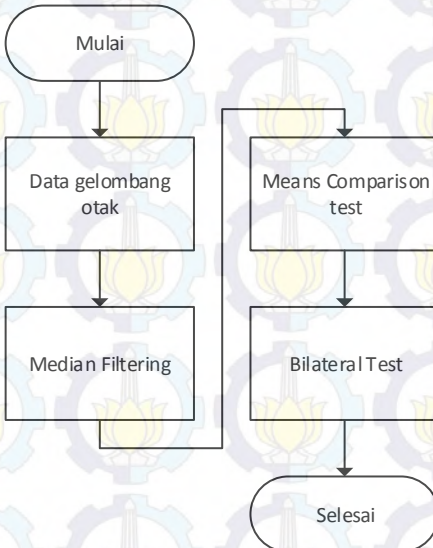 Mulai
Data gelombang
otak
Median Filtering
Means Comparison
test
Bilateral Test
Selesai